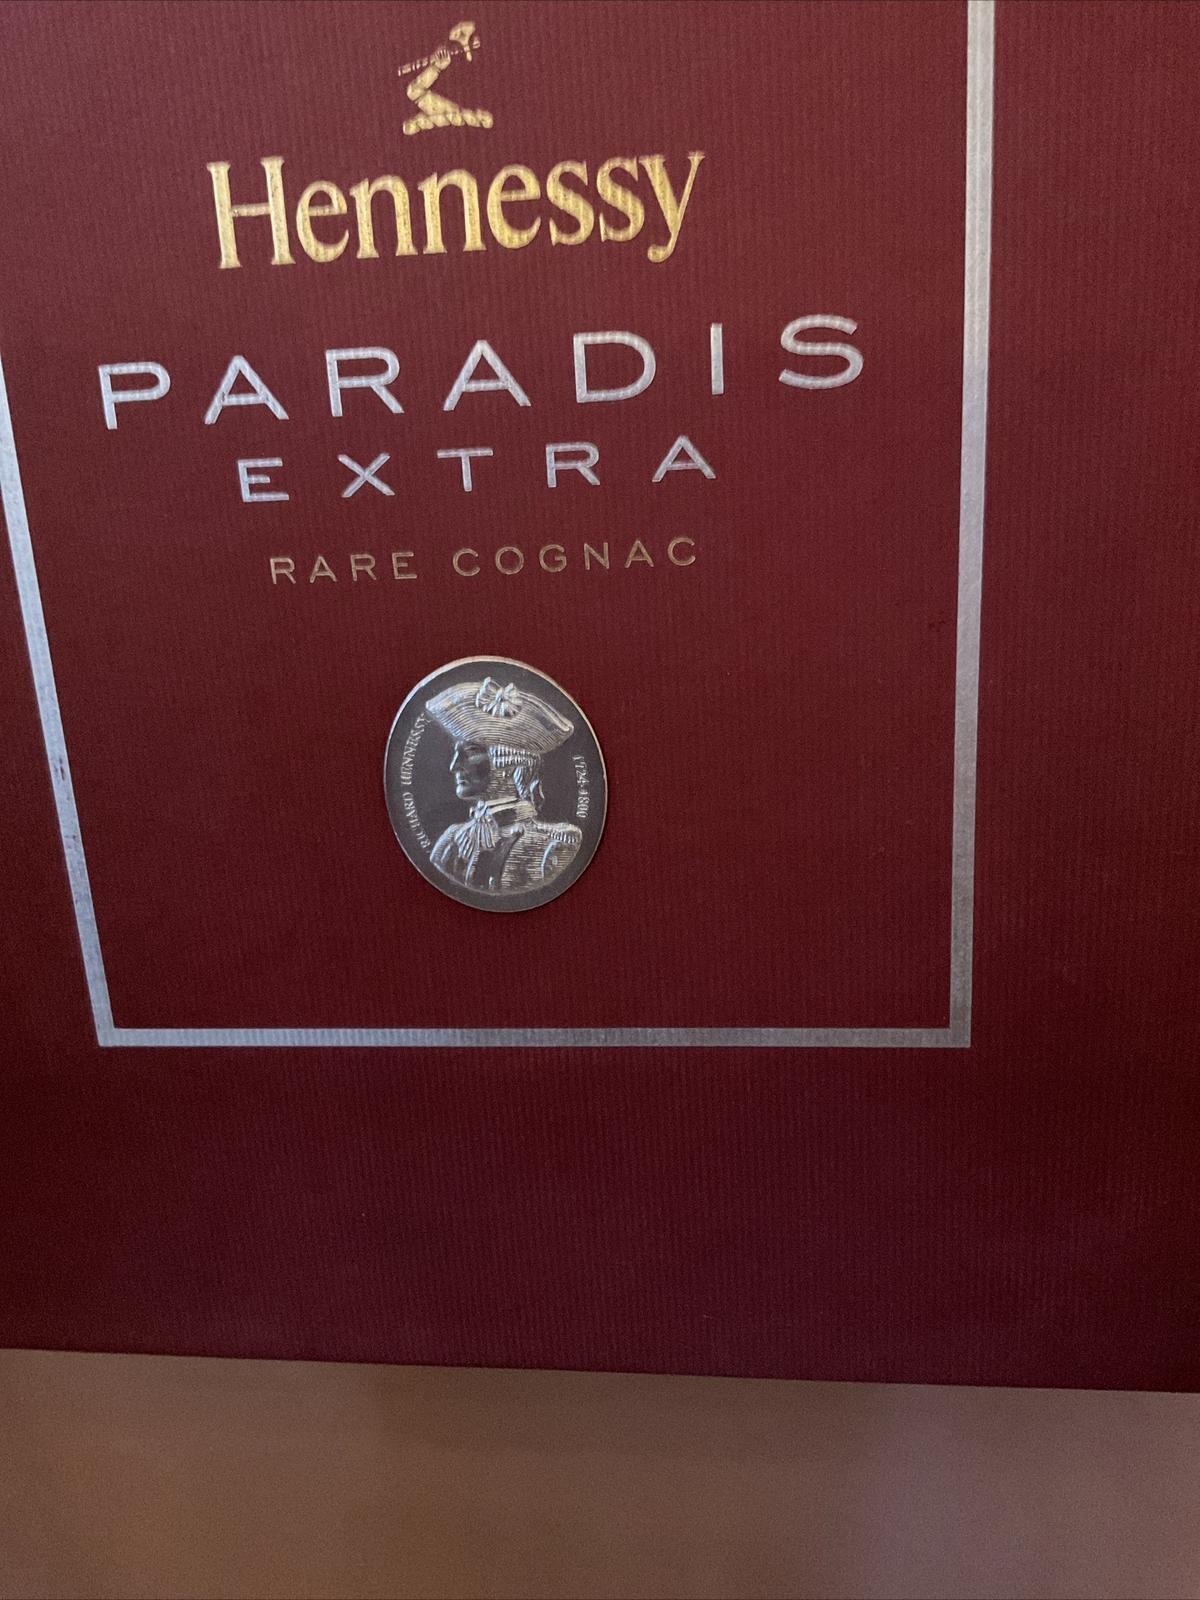 Hennessy
PARADIS
EXTRA
RARE COGNAC
RICHARD HENNESSY
1724-1800